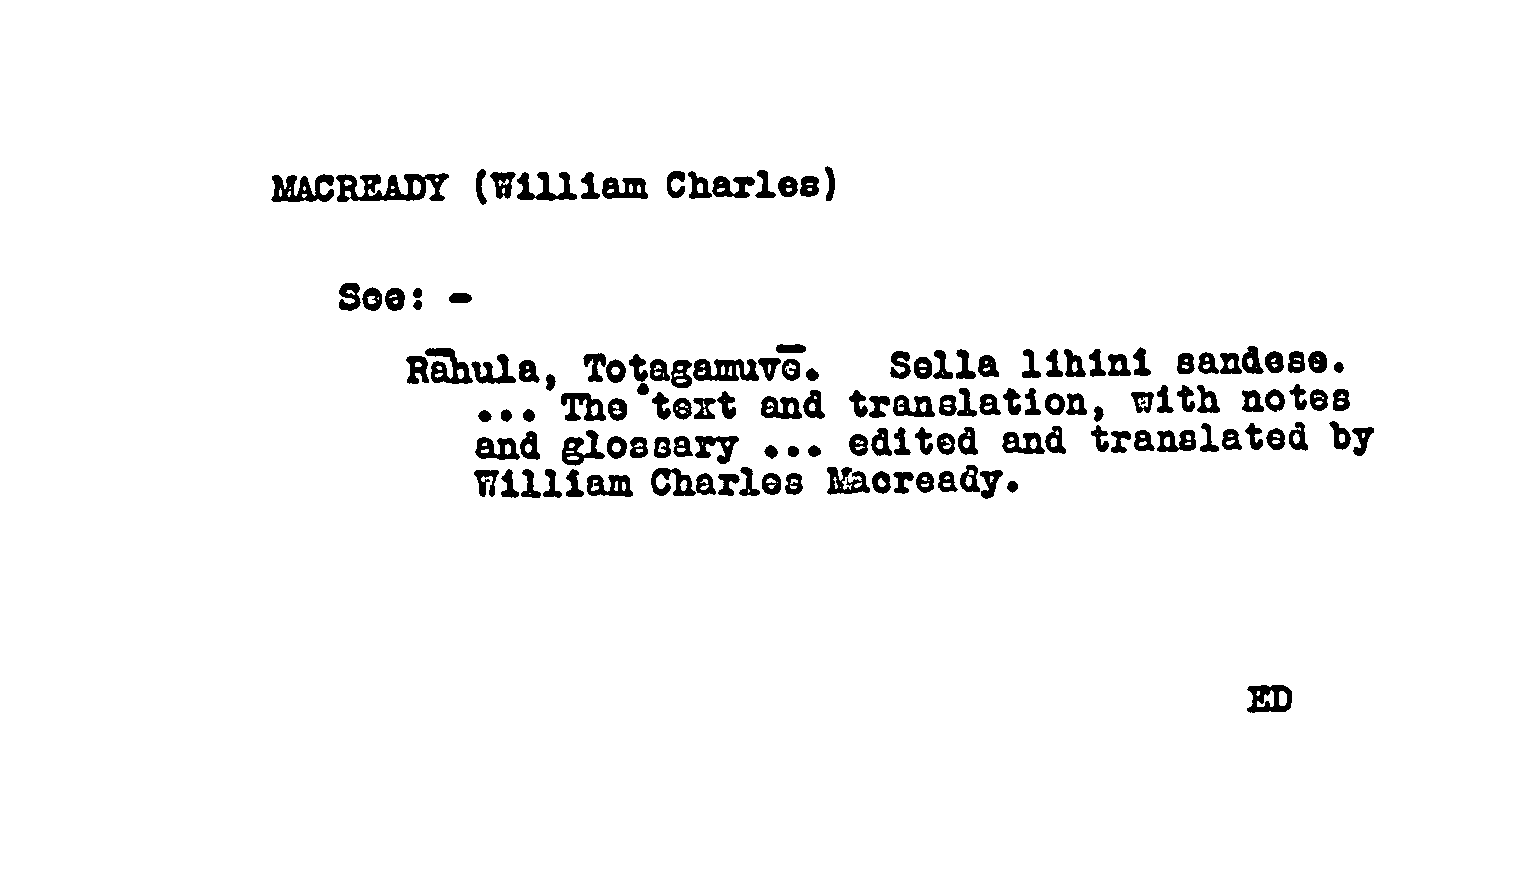 MACREADY (William Charles)
See: -
Rāhula, Toṭagamuvē. Sella lihini sandese.
... The text and translation, with notes
and glossary ... edited and translated by
William Charles Macready.
ED